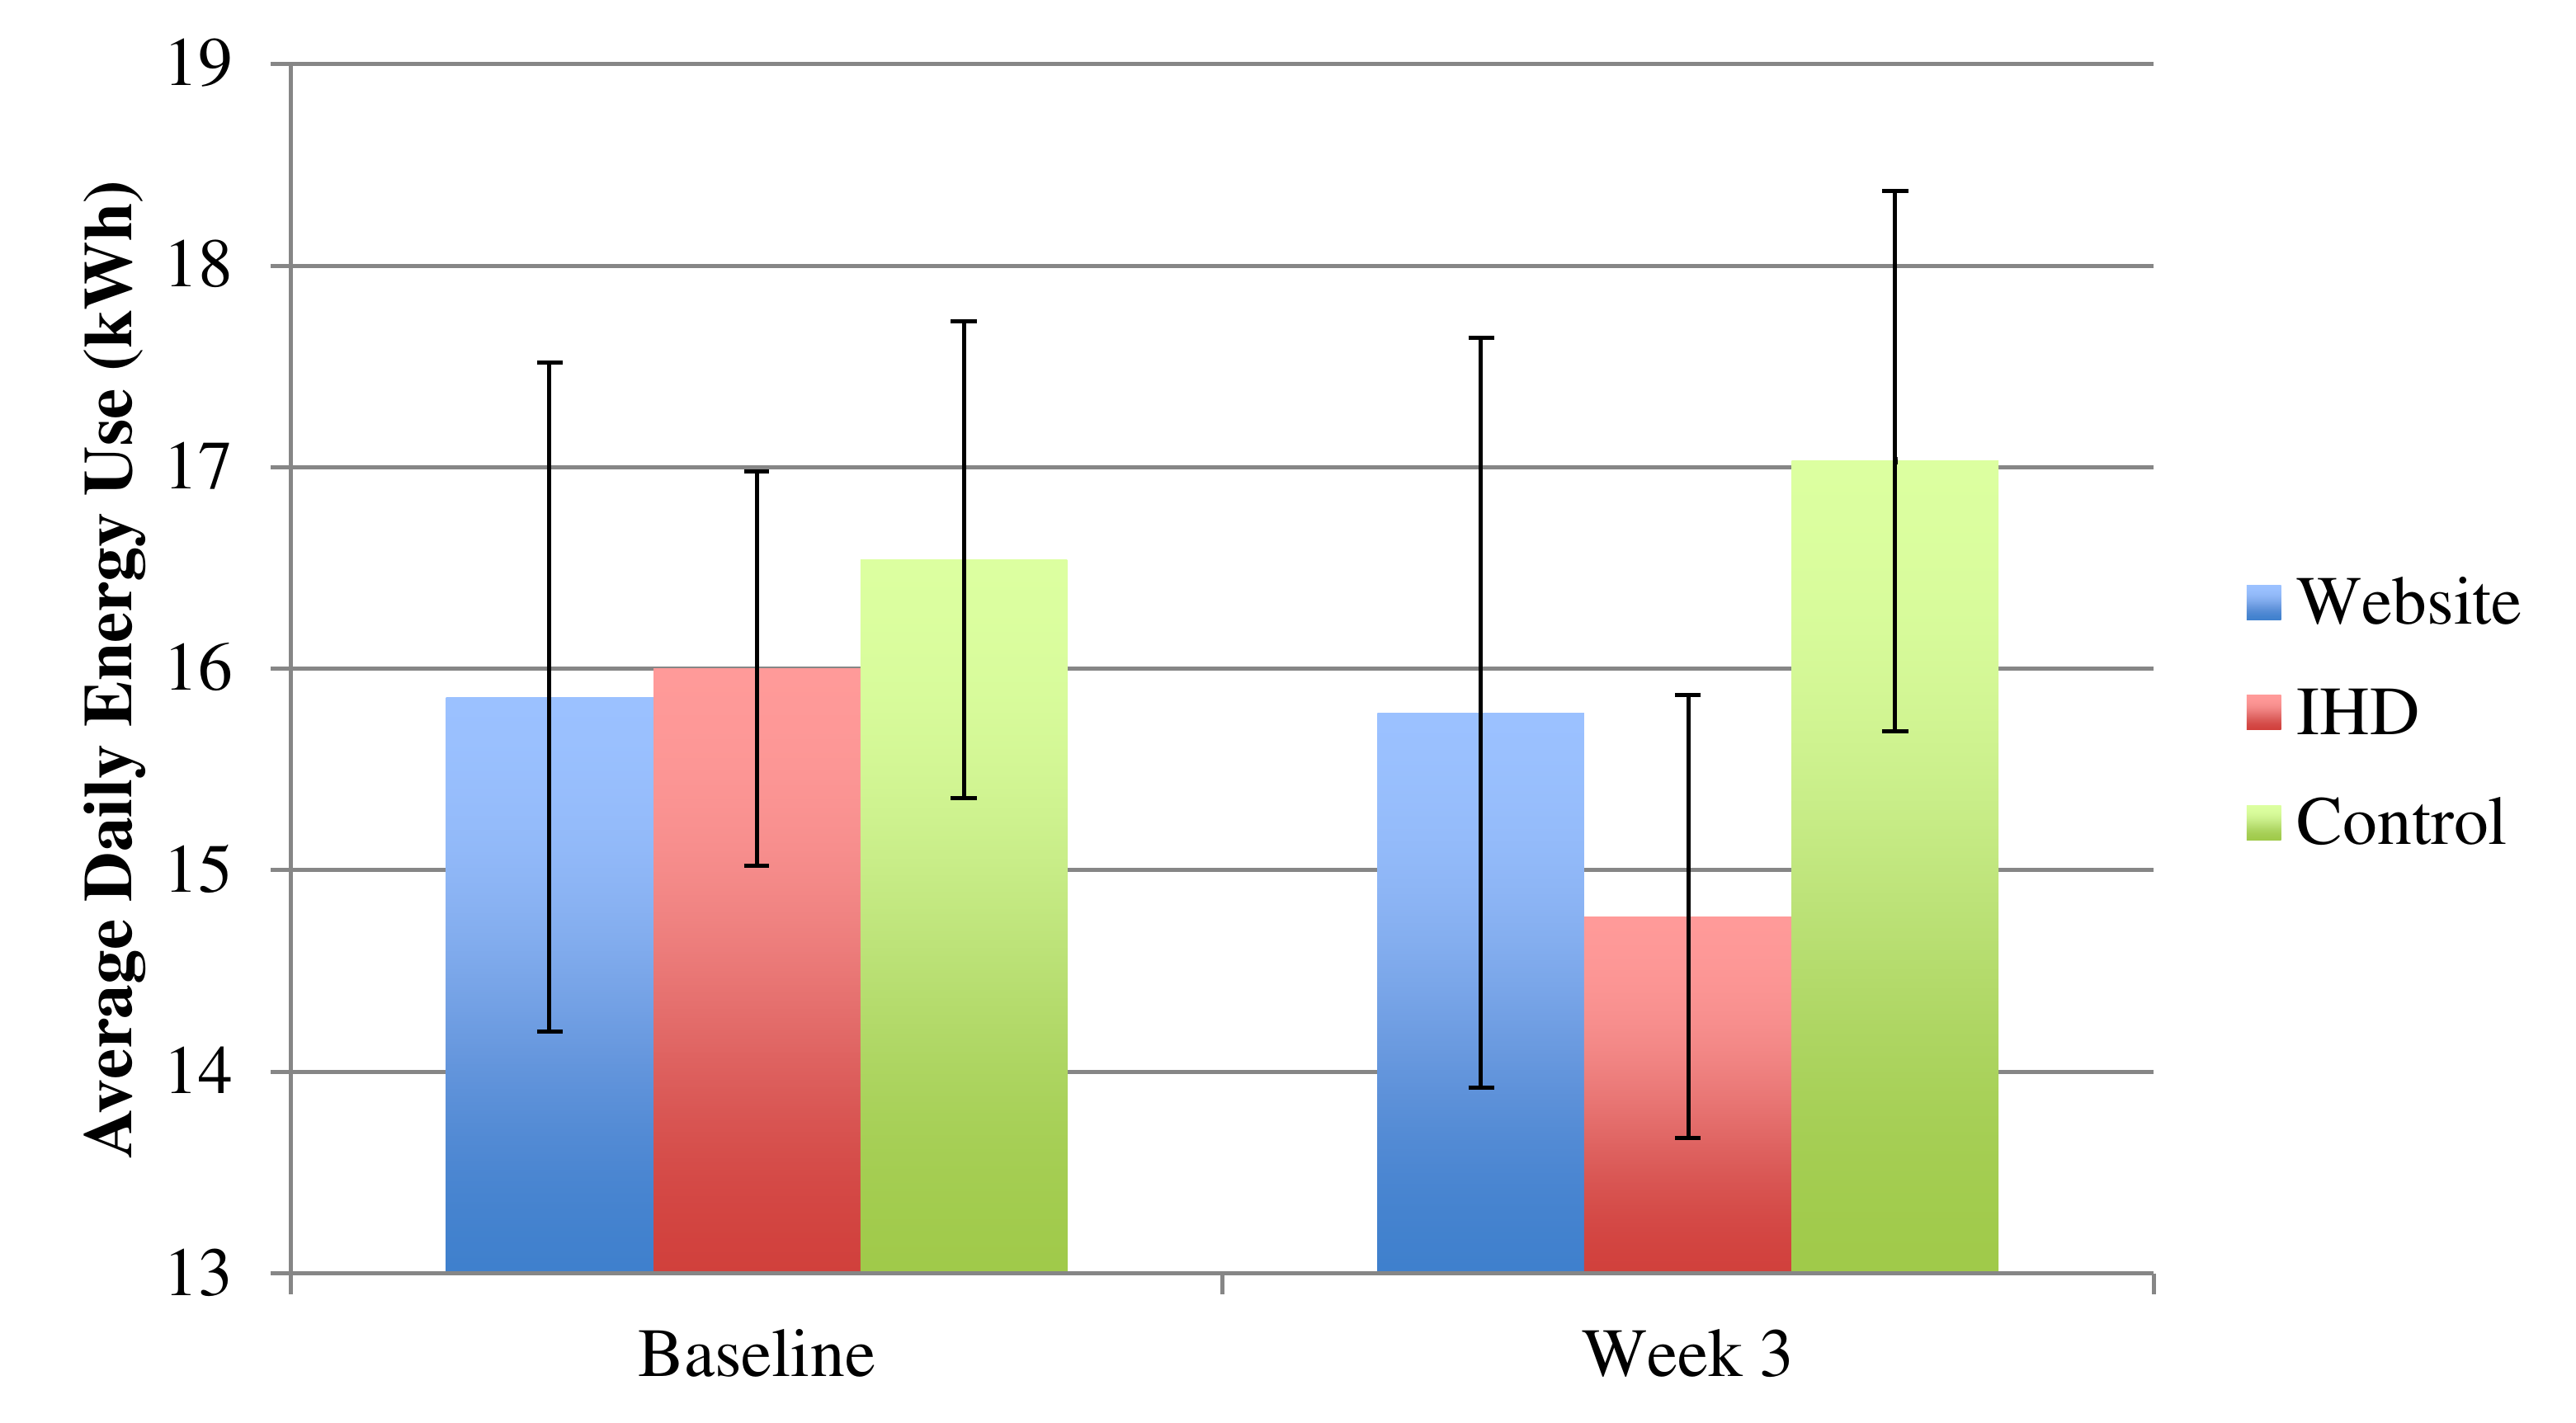 Average Daily Energy Use (kWh)
19
18
17
16
15
14
13
Baseline
Week 3
Website
IHD
Control